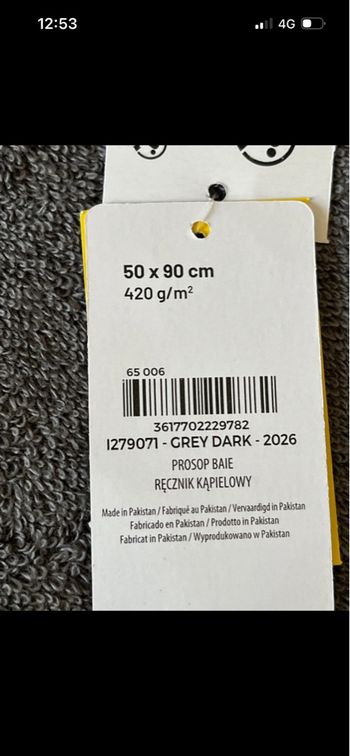 12:53
4G
50 x 90 cm
420 g/m²
65 006
3617702229782
I279071 - GREY DARK - 2026
PROSOP BAIE
RĘCZNIK KĄPIELOWY
Made in Pakistan / Fabriqué au Pakistan / Vervaardigd in Pakistan
Fabricado en Pakistan / Prodotto in Pakistan
Fabricat in Pakistan / Wyprodukowano w Pakistan